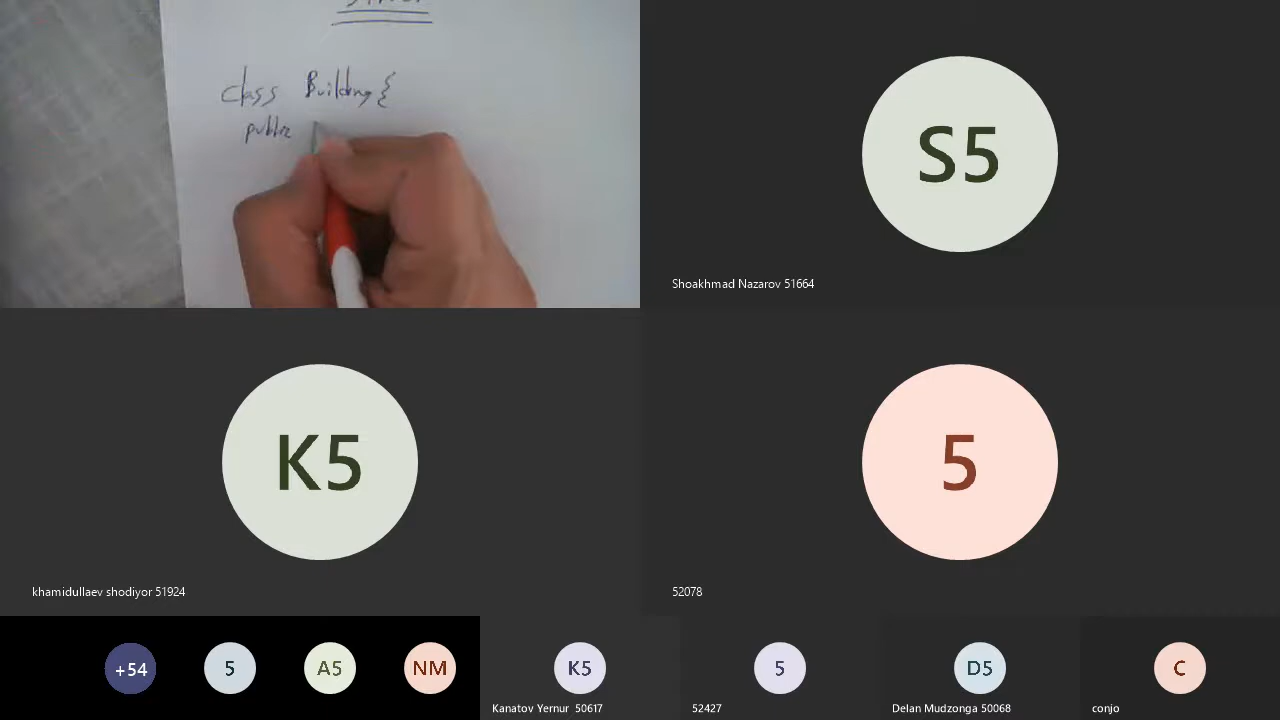 class Building {
public
S5
Shoakhmad Nazarov 51664
K5
khamidullaev shodiyor 51924
5
52078
+54
5
A5
NM
K5
Kanatov Yernur 50617
5
52427
D5
Delan Mudzonga 50068
C
conjo